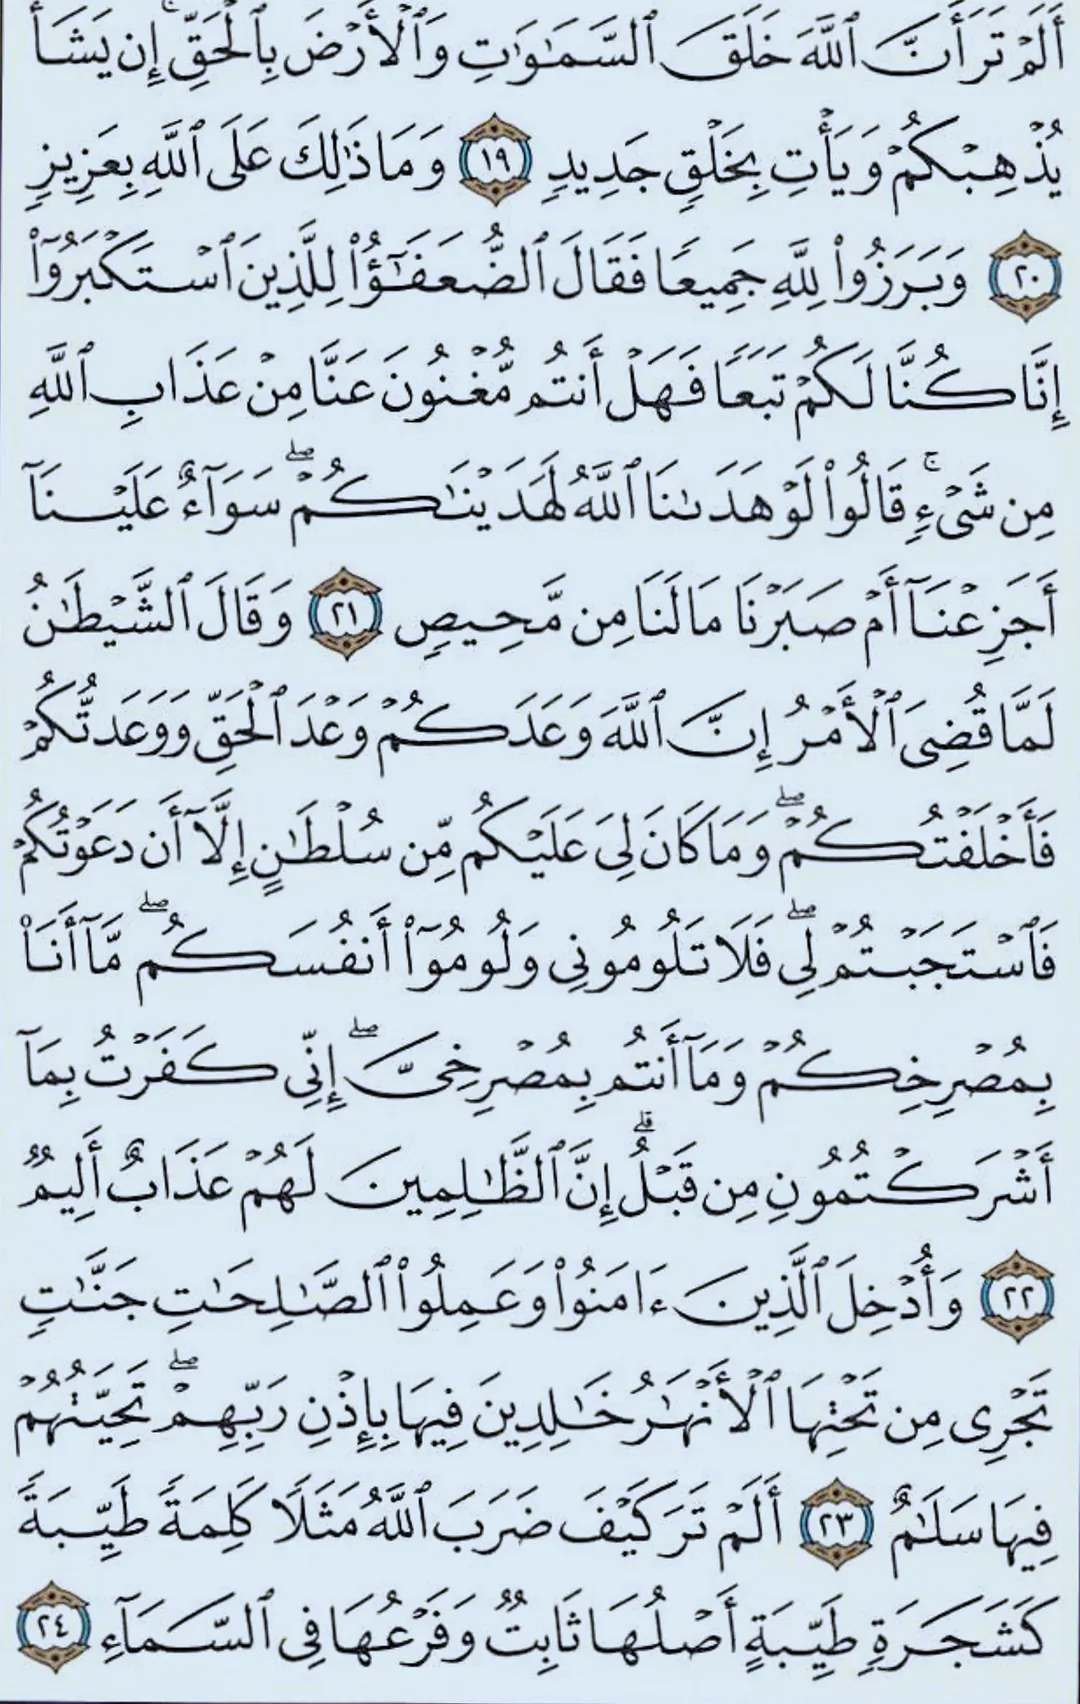 أَلَمْ تَرَ أَنَّ ٱللَّهَ خَلَقَ ٱلسَّمَٰوَٰتِ وَٱلْأَرْضَ بِٱلْحَقِّۚ إِن يَشَأْ
يُذْهِبْكُمْ وَيَأْتِ بِخَلْقٍ جَدِيدٍ ١٩ وَمَا ذَٰلِكَ عَلَى ٱللَّهِ بِعَزِيزٍ
٢٠ وَبَرَزُوا۟ لِلَّهِ جَمِيعًا فَقَالَ ٱلضُّعَفَٰٓؤُا۟ لِلَّذِينَ ٱسْتَكْبَرُوٓا۟
إِنَّا كُنَّا لَكُمْ تَبَعًا فَهَلْ أَنتُم مُّغْنُونَ عَنَّا مِنْ عَذَابِ ٱللَّهِ
مِن شَىْءٍۚ قَالُوا۟ لَوْ هَدَىٰنَا ٱللَّهُ لَهَدَيْنَٰكُمْۖ سَوَآءٌ عَلَيْنَآ
أَجَزِعْنَآ أَمْ صَبَرْنَا مَا لَنَا مِن مَّحِيصٍ ٢١ وَقَالَ ٱلشَّيْطَٰنُ
لَمَّا قُضِىَ ٱلْأَمْرُ إِنَّ ٱللَّهَ وَعَدَكُمْ وَعْدَ ٱلْحَقِّ وَوَعَدتُّكُمْ
فَأَخْلَفْتُكُمْۖ وَمَا كَانَ لِىَ عَلَيْكُم مِّن سُلْطَٰنٍ إِلَّآ أَن دَعَوْتُكُمْ
فَٱسْتَجَبْتُمْ لِىۖ فَلَا تَلُومُونِى وَلُومُوٓا۟ أَنفُسَكُمۖ مَّآ أَنَا۠
بِمُصْرِخِكُمْ وَمَآ أَنتُم بِمُصْرِخِىَّۖ إِنِّى كَفَرْتُ بِمَآ
أَشْرَكْتُمُونِ مِن قَبْلُۗ إِنَّ ٱلظَّٰلِمِينَ لَهُمْ عَذَابٌ أَلِيمٌ
٢٢ وَأُدْخِلَ ٱلَّذِينَ ءَامَنُوا۟ وَعَمِلُوا۟ ٱلصَّٰلِحَٰتِ جَنَّٰتٍ
تَجْرِى مِن تَحْتِهَا ٱلْأَنْهَٰرُ خَٰلِدِينَ فِيهَا بِإِذْنِ رَبِّهِمْۖ تَحِيَّتُهُمْ
فِيهَا سَلَٰمٌ ٢٣ أَلَمْ تَرَ كَيْفَ ضَرَبَ ٱللَّهُ مَثَلًا كَلِمَةً طَيِّبَةً
كَشَجَرَةٍ طَيِّبَةٍ أَصْلُهَا ثَابِتٌ وَفَرْعُهَا فِى ٱلسَّمَآءِ ٢٤